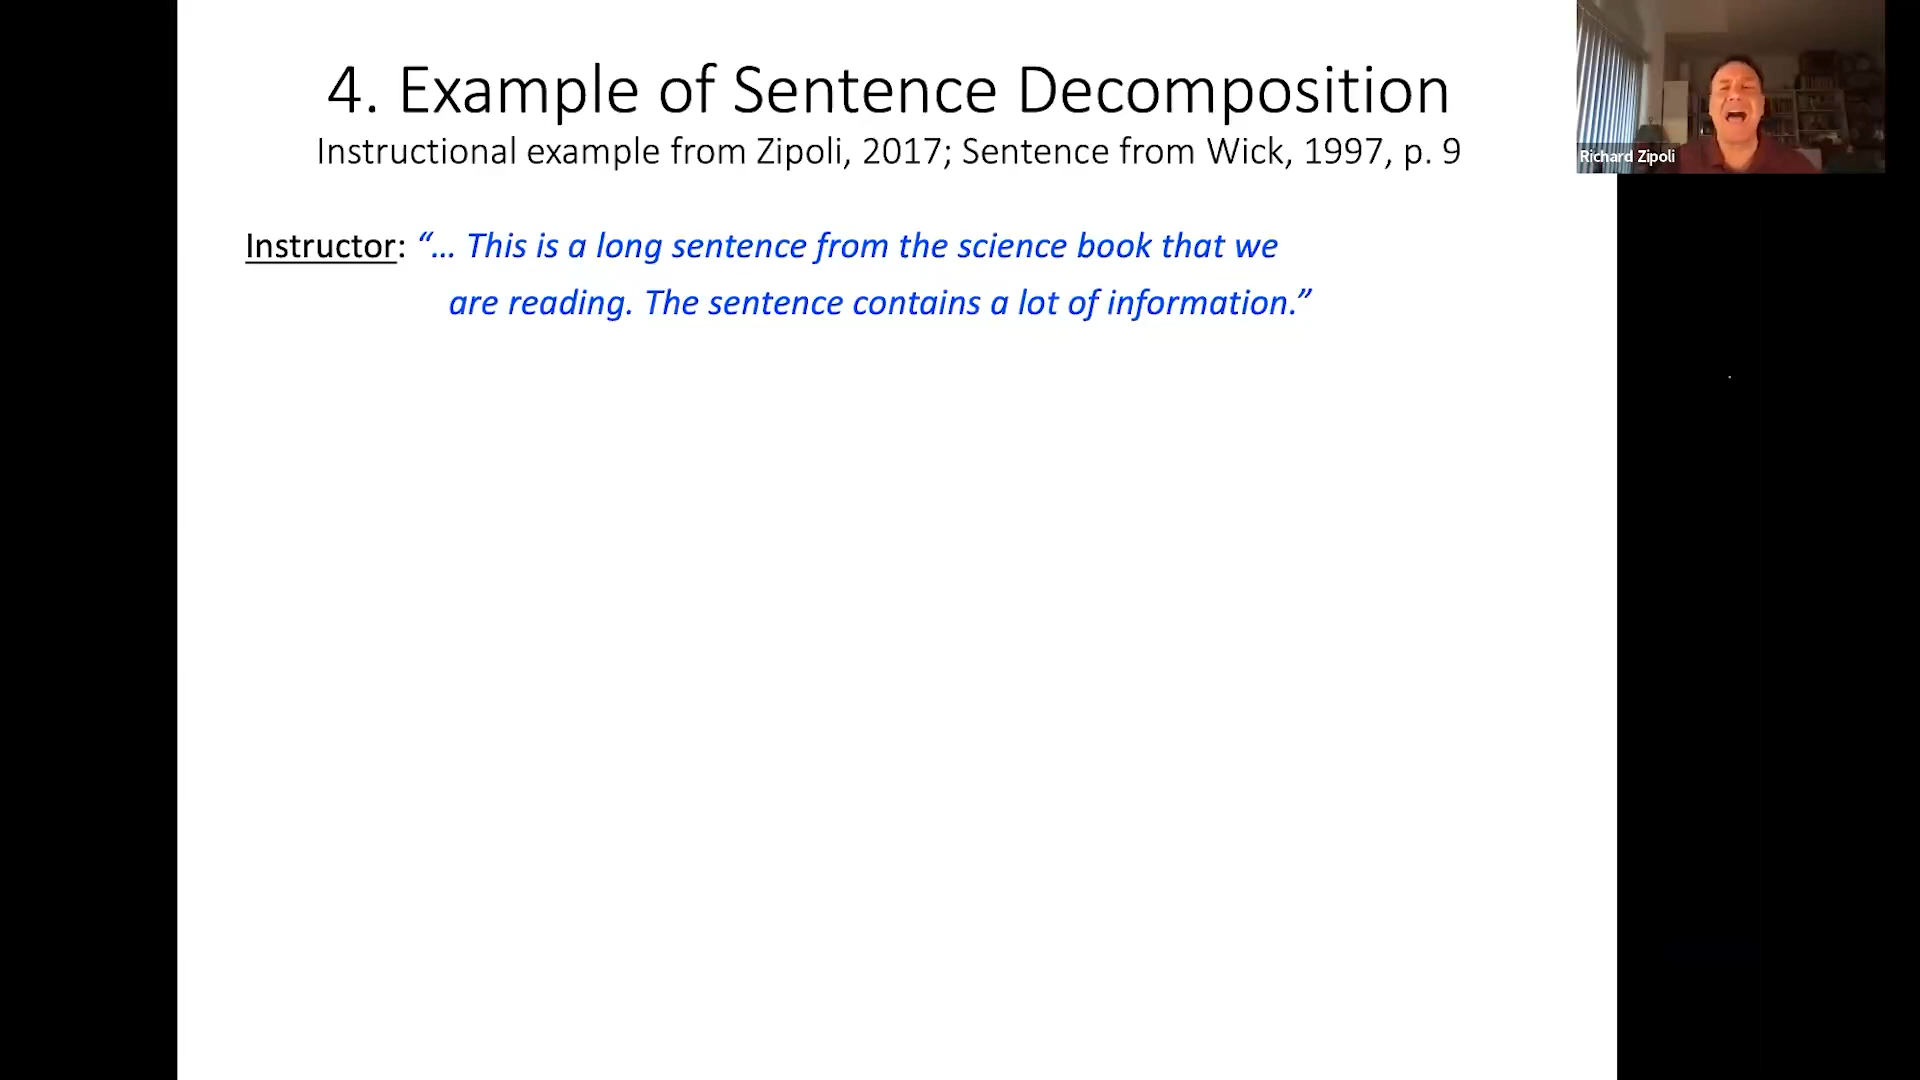 4. Example of Sentence Decomposition
Instructional example from Zipoli, 2017; Sentence from Wick, 1997, p. 9
Richard Zipoli
Instructor: “... This is a long sentence from the science book that we
are reading. The sentence contains a lot of information.”